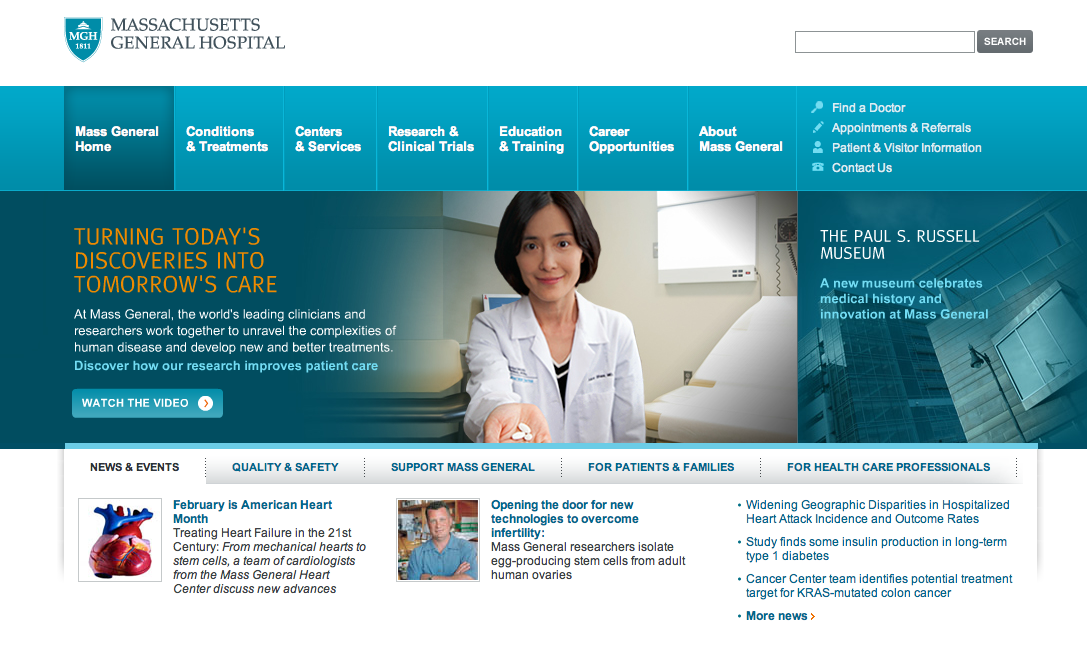 MGH
1811
MASSACHUSETTS
GENERAL HOSPITAL
SEARCH
Mass General
Home
Conditions
& Treatments
Centers
& Services
Research &
Clinical Trials
Education
& Training
Career
Opportunities
About
Mass General
Find a Doctor
Appointments & Referrals
Patient & Visitor Information
Contact Us
TURNING TODAY'S
DISCOVERIES INTO
TOMORROW'S CARE
At Mass General, the world's leading clinicians and
researchers work together to unravel the complexities of
human disease and develop new and better treatments.
Discover how our research improves patient care
WATCH THE VIDEO
THE PAUL S. RUSSELL
MUSEUM
A new museum celebrates
medical history and
innovation at Mass General
NEWS & EVENTS
QUALITY & SAFETY
SUPPORT MASS GENERAL
FOR PATIENTS & FAMILIES
FOR HEALTH CARE PROFESSIONALS
February is American Heart
Month
Treating Heart Failure in the 21st
Century: From mechanical hearts to
stem cells, a team of cardiologists
from the Mass General Heart
Center discuss new advances
Opening the door for new
technologies to overcome
infertility:
Mass General researchers isolate
egg-producing stem cells from adult
human ovaries
• Widening Geographic Disparities in Hospitalized
Heart Attack Incidence and Outcome Rates
• Study finds some insulin production in long-term
type 1 diabetes
• Cancer Center team identifies potential treatment
target for KRAS-mutated colon cancer
• More news